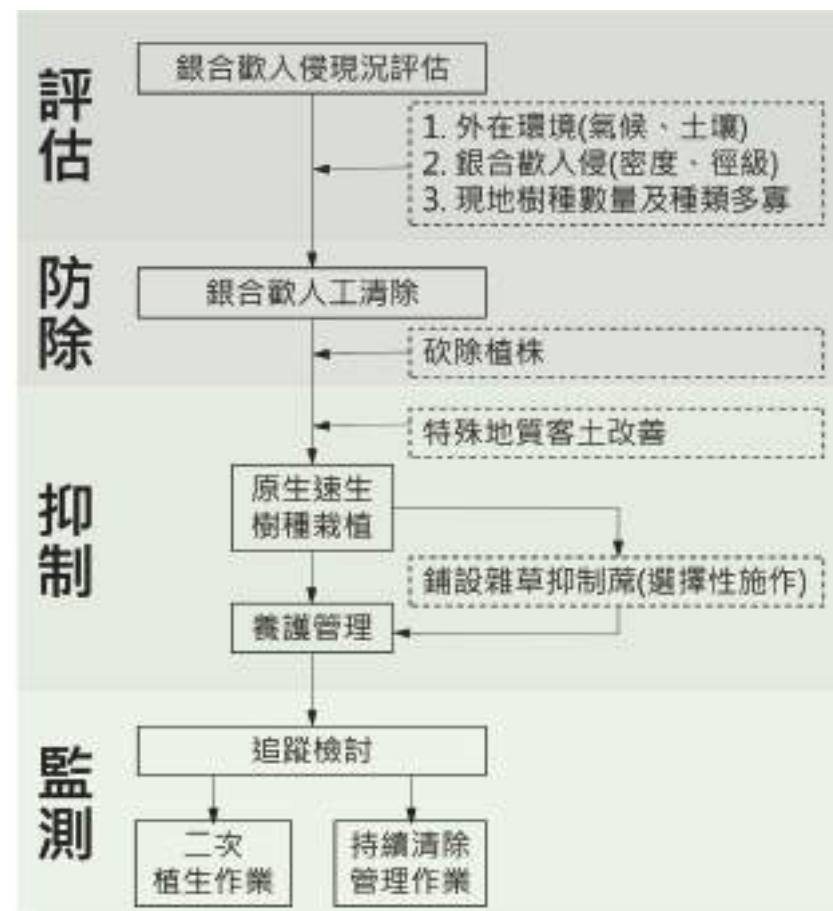 評估
銀合歡入侵現況評估
1. 外在環境(氣候、土壤)
2. 銀合歡入侵(密度、徑級)
3. 現地樹種數量及種類多寡
防除
銀合歡人工清除
砍除植株
抑制
特殊地質客土改善
原生速生
樹種栽植
鋪設雜草抑制蓆(選擇性施作)
養護管理
監測
追蹤檢討
二次
植生作業
持續清除
管理作業